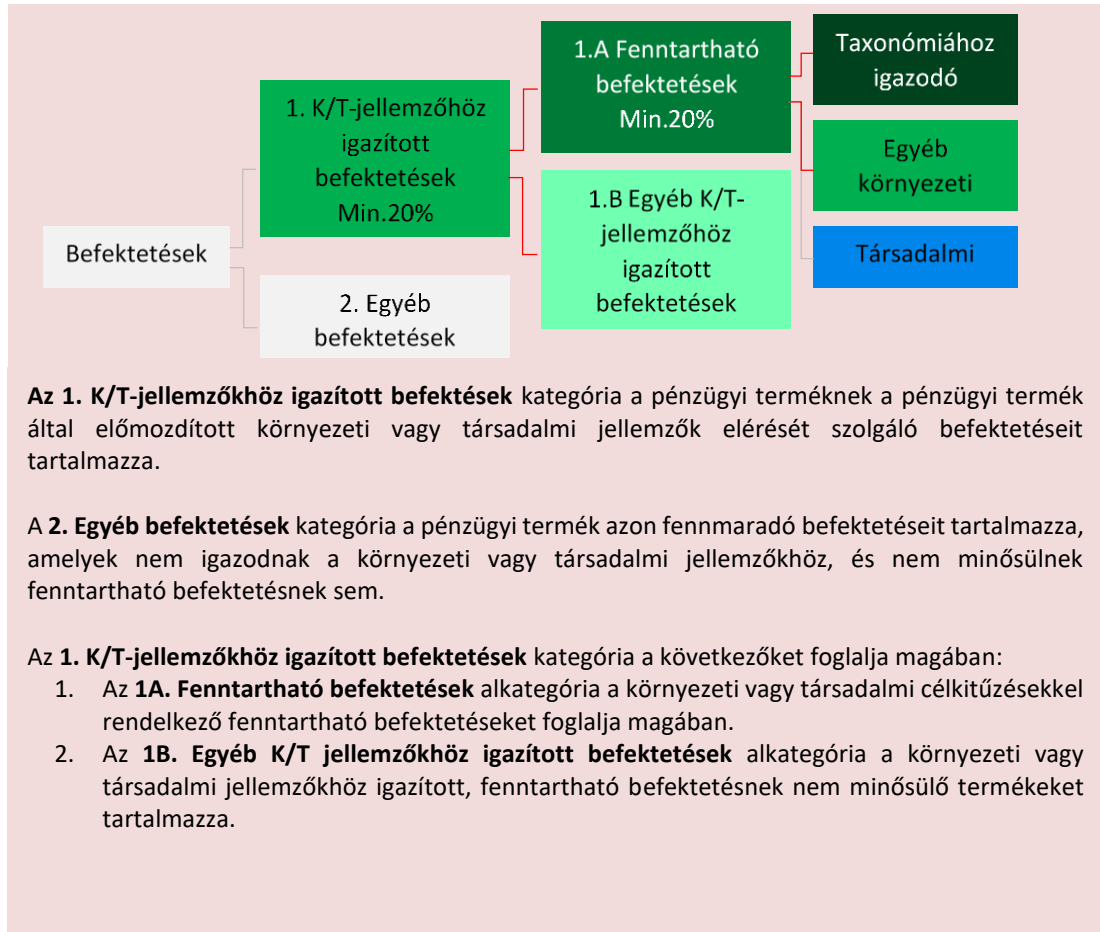 Befektetések
1. K/T-jellemzőhöz
igazított
befektetések
Min.20%
2. Egyéb
befektetések
1.A Fenntartható
befektetések
Min.20%
1.B Egyéb K/T-
jellemzőhöz
igazított
befektetések
Taxonómiához
igazodó
Egyéb
környezeti
Társadalmi
Az 1. K/T-jellemzőkhöz igazított befektések kategória a pénzügyi terméknek a pénzügyi termék
által előmozdított környezeti vagy társadalmi jellemzők elérését szolgáló befektetéseit
tartalmazza.
A 2. Egyéb befektetések kategória a pénzügyi termék azon fennmaradó befektetéseit tartalmazza,
amelyek nem igazodnak a környezeti vagy társadalmi jellemzőkhöz, és nem minősülnek
fenntartható befektetésnek sem.
Az 1. K/T-jellemzőkhöz igazított befektetések kategória a következőket foglalja magában:
1. Az 1A. Fenntartható befektetések alkategória a környezeti vagy társadalmi célkitűzésekkel
rendelkező fenntartható befektetéseket foglalja magában.
2. Az 1B. Egyéb K/T jellemzőkhöz igazított befektetések alkategória a környezeti vagy
társadalmi jellemzőkhöz igazított, fenntartható befektetésnek nem minősülő termékeket
tartalmazza.